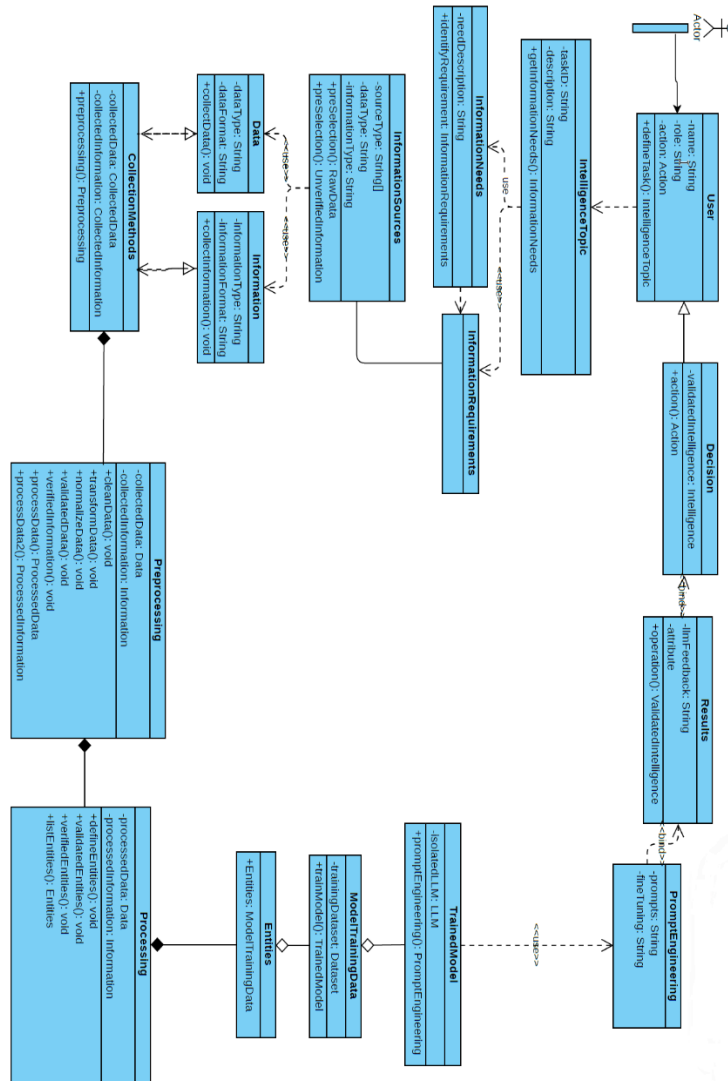 Actor
User
-name: String
-role: String
-action: Action
+defineTask(): IntelligenceTopic
Decision
-validatedIntelligence: Intelligence
+action(): Action
<<bind>>
Results
-llmFeedback: String
-attribute
+operation(): ValidatedIntelligence
<<bind>>
PromptEngineering
-prompts: String
-fineTuning: String
IntelligenceTopic
-taskID: String
-description: String
+getInformationNeeds(): InformationNeeds
use
<<use>>
InformationNeeds
-needDescription: String
+identifyRequirement: InformationRequirements
InformationRequirements
InformationSources
-sourceType: String[]
-dataType: String
-informationType: String
+preSelection(): RawData
+preSelection(): UnverifiedInformation
<<use>>
<<use>>
Data
-dataType: String
-dataFormat: String
+collectData(): void
Information
-InformationType: String
-InformationFormat: String
+collectInformation(): void
CollectionMethods
-collectedData: CollectedData
-collectedInformation: CollectedInformation
+preprocessing(): Preprocessing
Preprocessing
-collectedData: Data
-collectedInformation: Information
+cleanData(): void
+transformData(): void
+normalizeData(): void
+validatedData(): void
+verifiedInformation(): void
+processData(): ProcessedData
+processData2(): ProcessedInformation
Processing
-processedData: Data
-processedInformation: Information
+defineEntities(): void
+validatedEntities(): void
+verifiedEntities(): void
+listEntities(): Entities
Entities
+Entities: ModelTrainingData
ModelTrainingData
-trainingDataset: Dataset
+trainModel(): TrainedModel
TrainedModel
-IsolatedLLM: LLM
+promptEngineering(): PromptEngineering
<<use>>